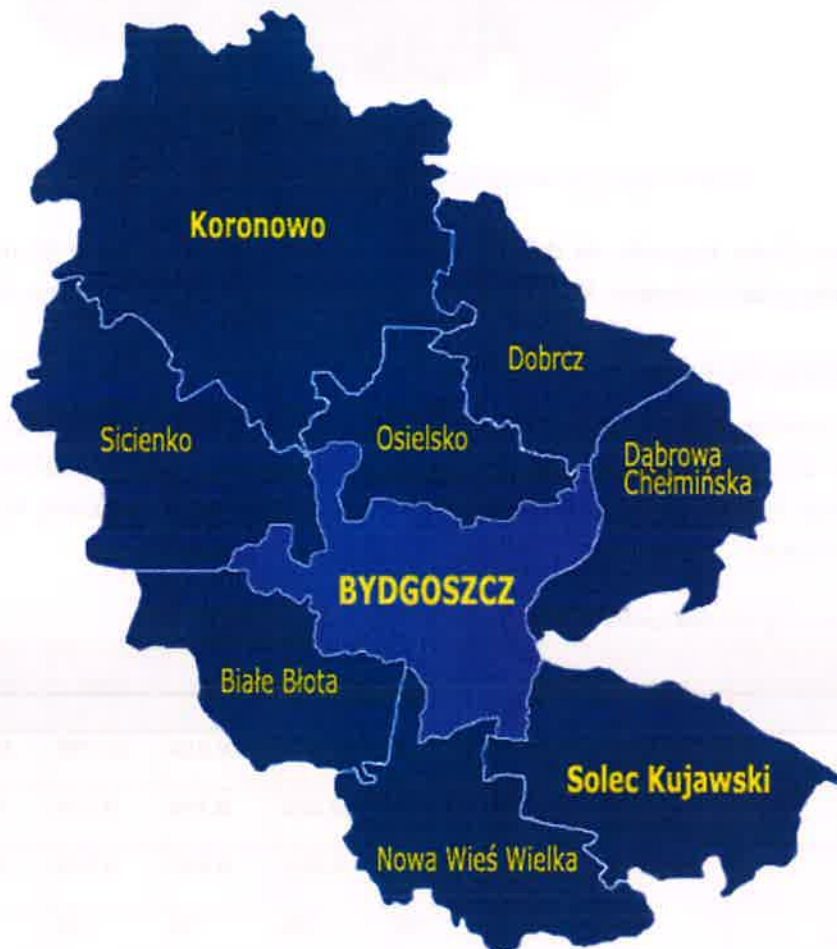 Koronowo
Dobrcz
Sicienko
Osielsko
Dąbrowa
Chełmińska
BYDGOSZCZ
Białe Błota
Solec Kujawski
Nowa Wieś Wielka